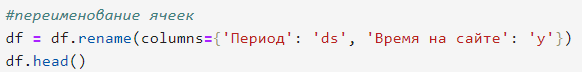 #переименование ячеек
df = df.rename(columns={'Период': 'ds', 'Время на сайте': 'y'})
df.head()